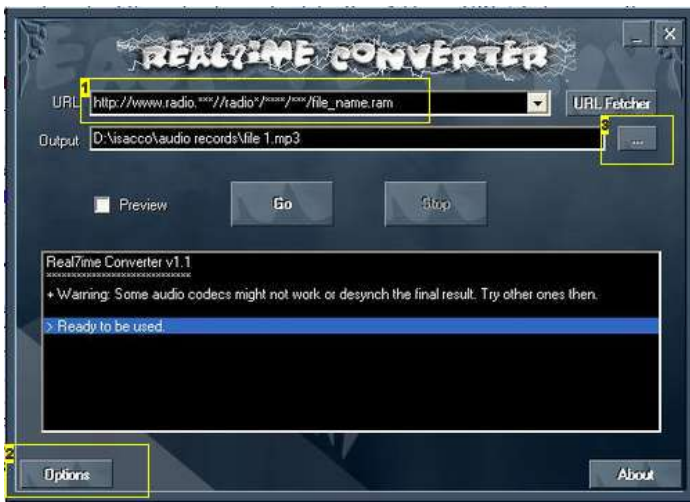 REAL7IME CONVERTER
1
URL http://www.radio.***//radio*/****/***/file_name.ram URL Fetcher
3
Output D:\isacco\audio records\file 1.mp3 ...
Preview Go Stop
Real7ime Converter v1.1
*****************************
+ Warning: Some audio codecs might not work or desynch the final result. Try other ones then.
> Ready to be used.
2
Options About